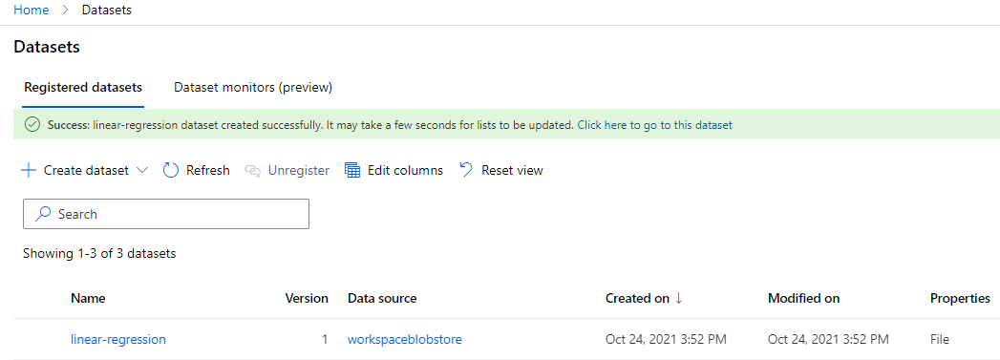 Home > Datasets
Datasets
Registered datasets Dataset monitors (preview)
Success: linear-regression dataset created successfully. It may take a few seconds for lists to be updated. Click here to go to this dataset
Create dataset Refresh Unregister Edit columns Reset view
Search
Showing 1-3 of 3 datasets
Name Version Data source Created on ↓ Modified on Properties
linear-regression 1 workspaceblobstore Oct 24, 2021 3:52 PM Oct 24, 2021 3:52 PM File